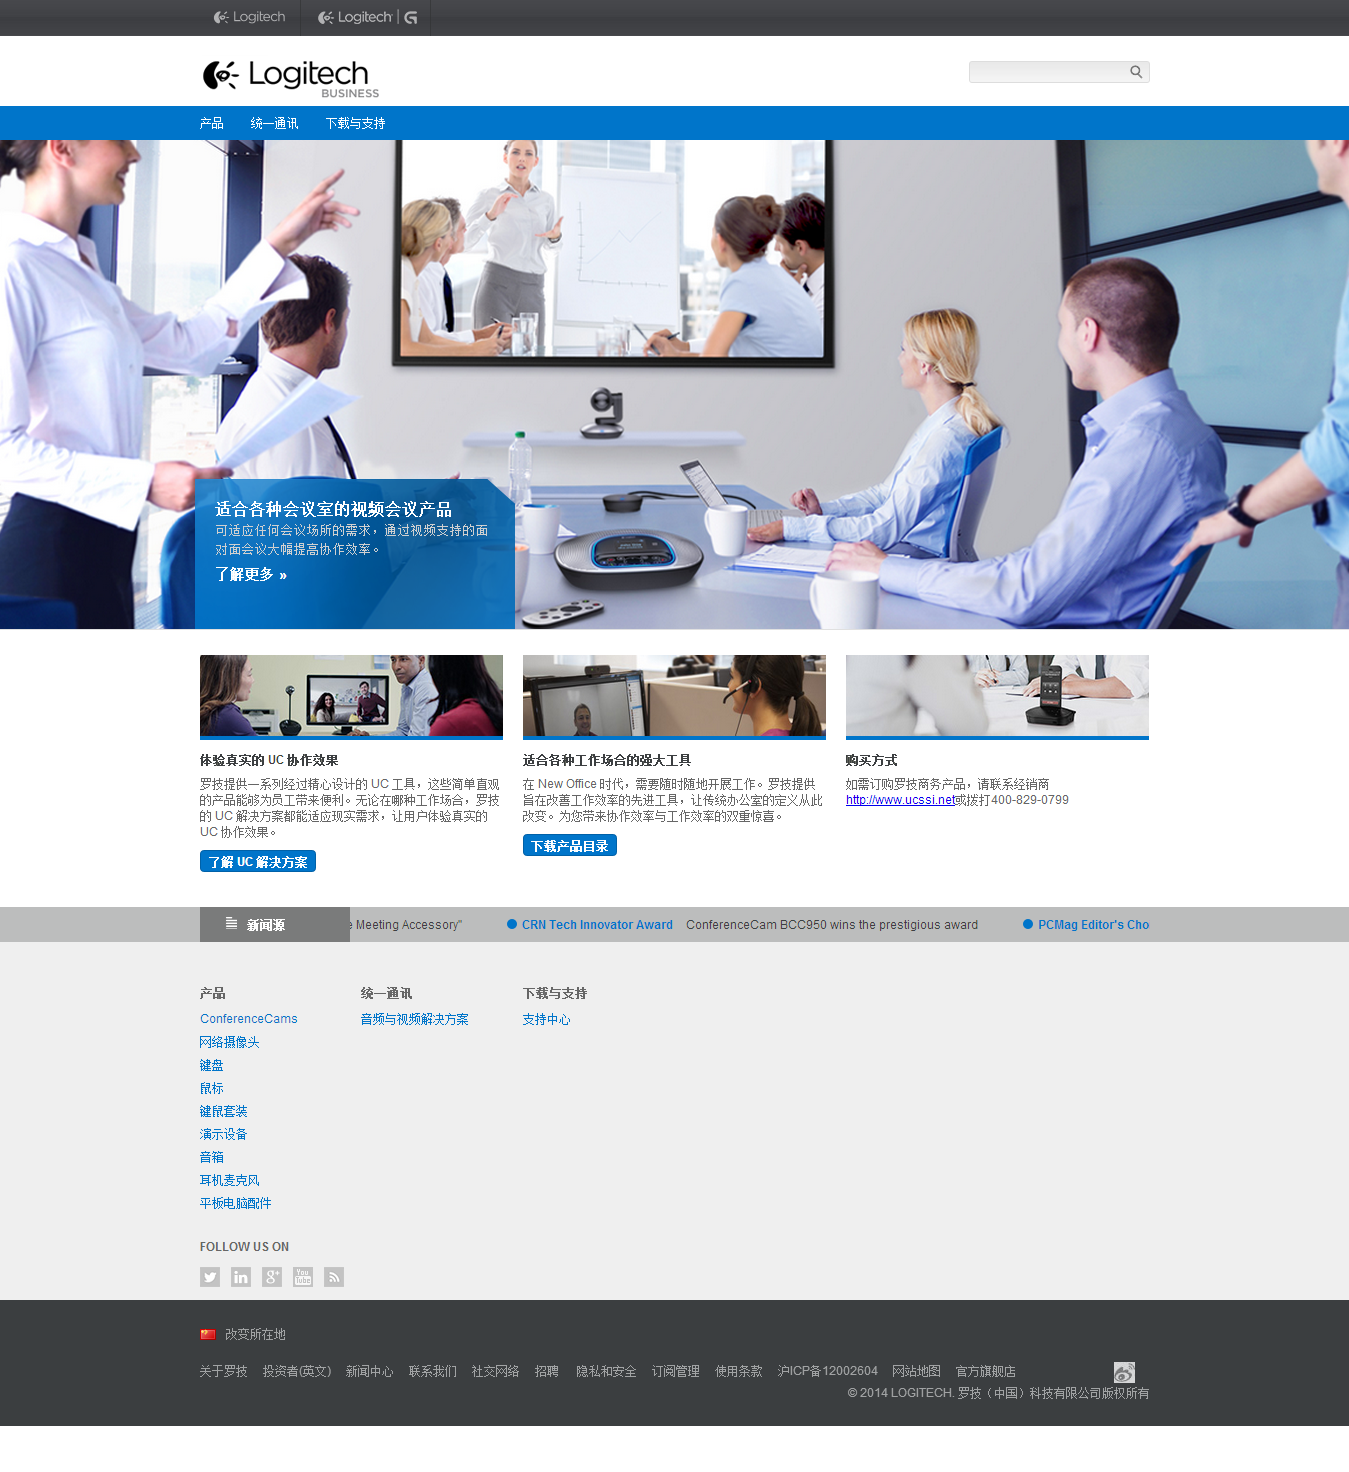 Logitech
Logitech | G
Logitech
BUSINESS
产品 统一通讯 下载与支持
适合各种会议室的视频会议产品
可适应任何会议场所的需求，通过视频支持的面
对面会议大幅提高协作效率。
了解更多 »
体验真实的 UC 协作效果
罗技提供一系列经过精心设计的 UC 工具，这些简单直观
的产品能够为员工带来便利。无论在哪种工作场合，罗技
的 UC 解决方案都能适应现实需求，让用户体验真实的
UC 协作效果。
了解 UC 解决方案
适合各种工作场合的强大工具
在 New Office 时代，需要随时随地开展工作。罗技提供
旨在改善工作效率的先进工具，让传统办公室的定义从此
改变。为您带来协作效率与工作效率的双重惊喜。
下载产品目录
购买方式
如需订购罗技商务产品，请联系经销商
http://www.ucssi.net或拨打400-829-0799
新闻源
e Meeting Accessory" CRN Tech Innovator Award ConferenceCam BCC950 wins the prestigious award PCMag Editor's Cho
产品
ConferenceCams
网络摄像头
键盘
鼠标
键鼠套装
演示设备
音箱
耳机麦克风
平板电脑配件
统一通讯
音频与视频解决方案
下载与支持
支持中心
FOLLOW US ON
in g+ You Tube
改变所在地
关于罗技 投资者(英文) 新闻中心 联系我们 社交网络 招聘 隐私和安全 订阅管理 使用条款 沪ICP备12002604 网站地图 官方旗舰店
© 2014 LOGITECH. 罗技（中国）科技有限公司版权所有